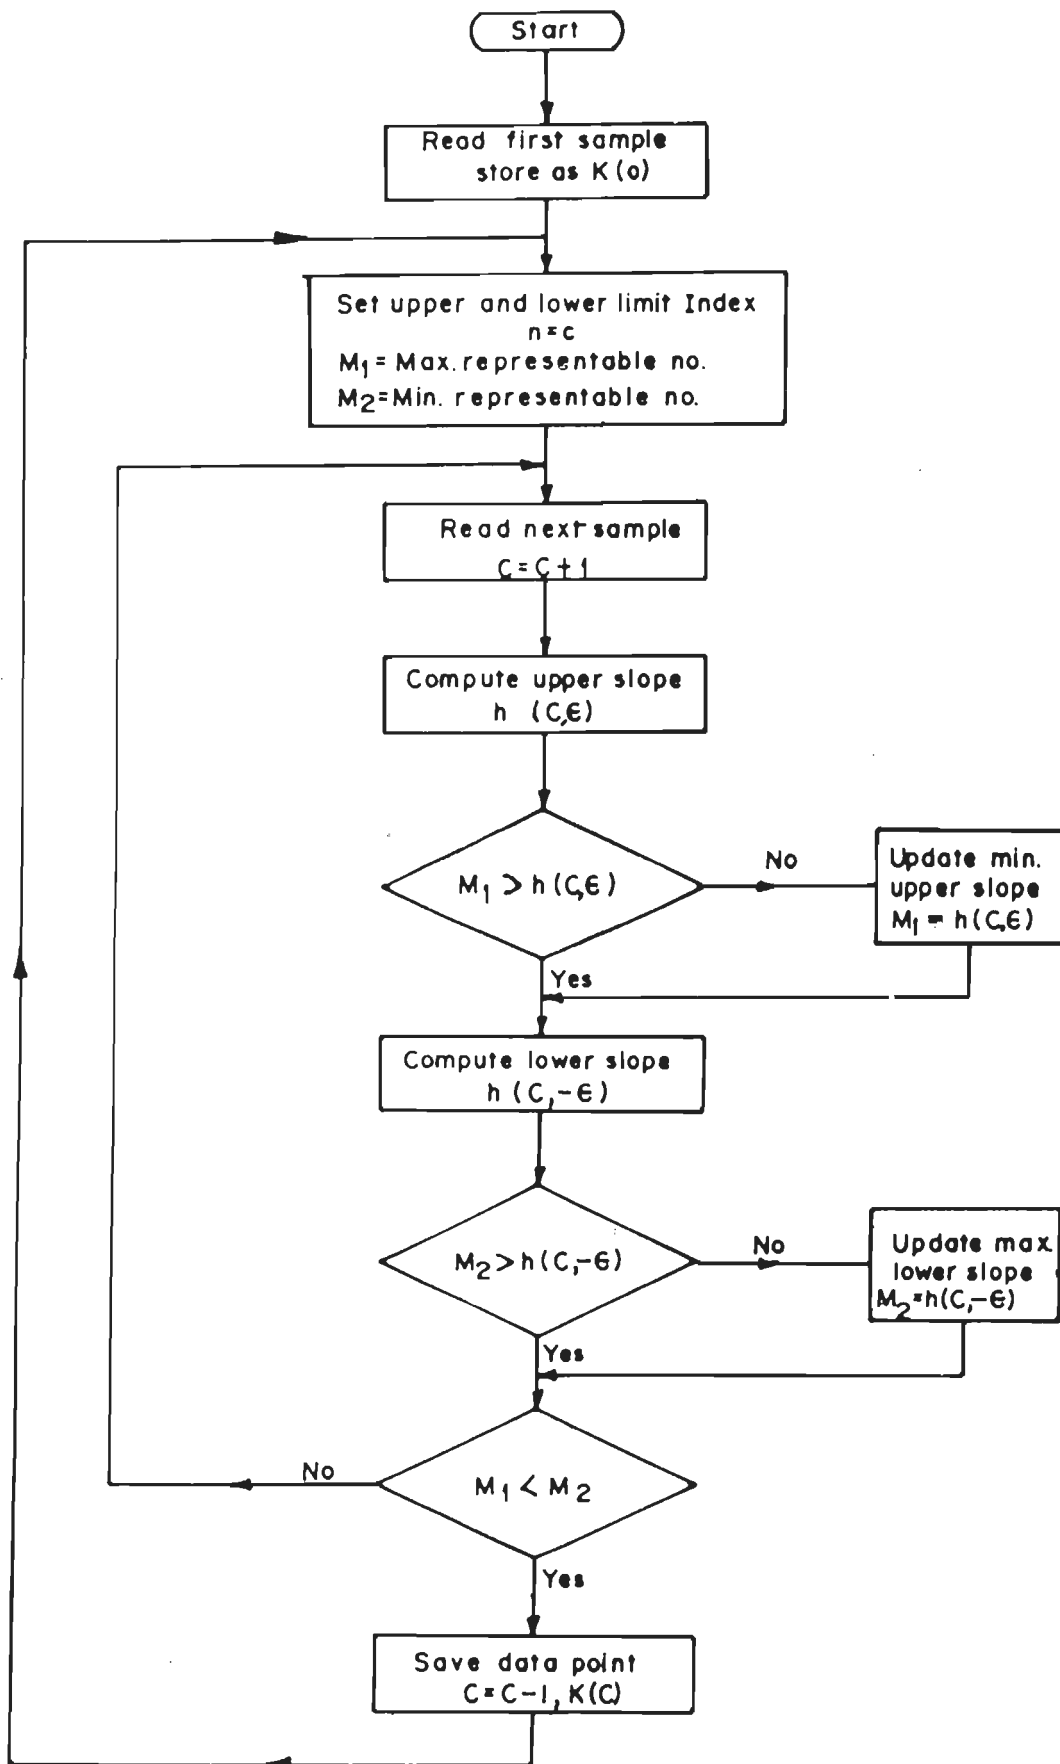 Start
Read first sample
store as K(o)
Set upper and lower limit Index
n=c
M1=Max. representable no.
M2=Min. representable no.
Read next sample
C=C+1
Compute upper slope
h (C,ϵ)
M1 > h(C,ϵ)
No
Update min.
upper slope
M1 = h(C,ϵ)
Yes
Compute lower slope
h (C,-ϵ)
M2 > h(C,-ϵ)
No
Update max
lower slope
M2=h(C,-ϵ)
Yes
M1 < M2
No
Yes
Save data point
C=C-1, K(C)